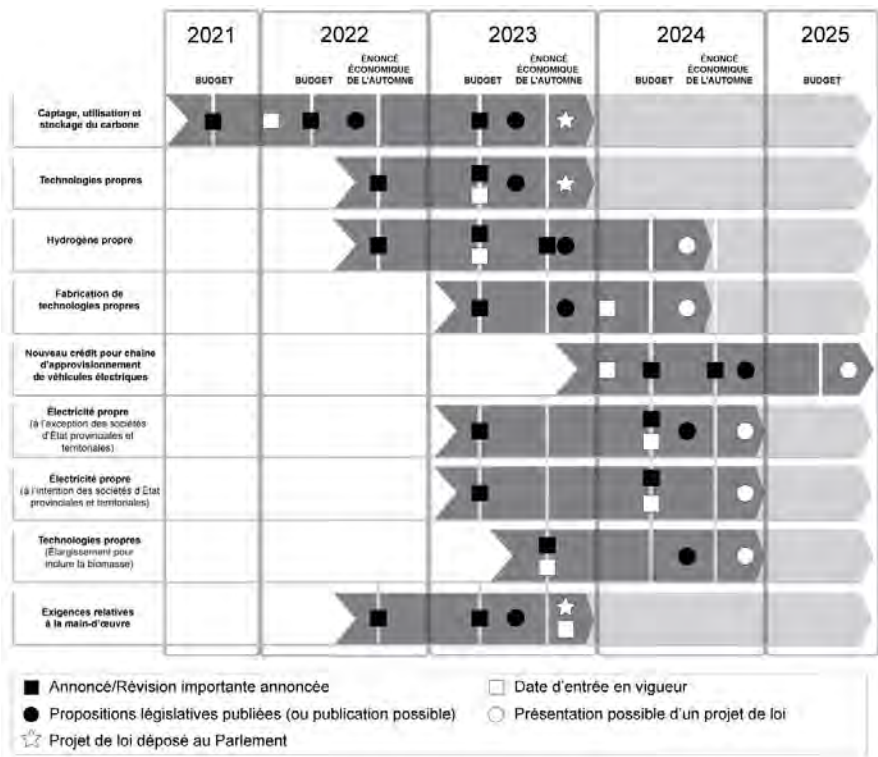 2021 2022 2023 2024 2025
BUDGET BUDGET ÉNONCÉ ÉCONOMIQUE DE L'AUTOMNE BUDGET ÉNONCÉ ÉCONOMIQUE DE L'AUTOMNE BUDGET ÉNONCÉ ÉCONOMIQUE DE L'AUTOMNE BUDGET
Captage, utilisation et
stockage du carbone
Technologies propres
Hydrogène propre
Fabrication de
technologies propres
Nouveau crédit pour chaîne
d'approvisionnement
de véhicules électriques
Électricité propre
(à l'exception des sociétés
d'État provinciales et
territoriales)
Électricité propre
(à l'intention des sociétés d'État
provinciales et territoriales)
Technologies propres
(Élargissement pour
inclure la biomasse)
Exigences relatives
à la main-d'œuvre
Annoncé/Révision importante annoncée
Date d'entrée en vigueur
Propositions législatives publiées (ou publication possible)
Présentation possible d'un projet de loi
Projet de loi déposé au Parlement